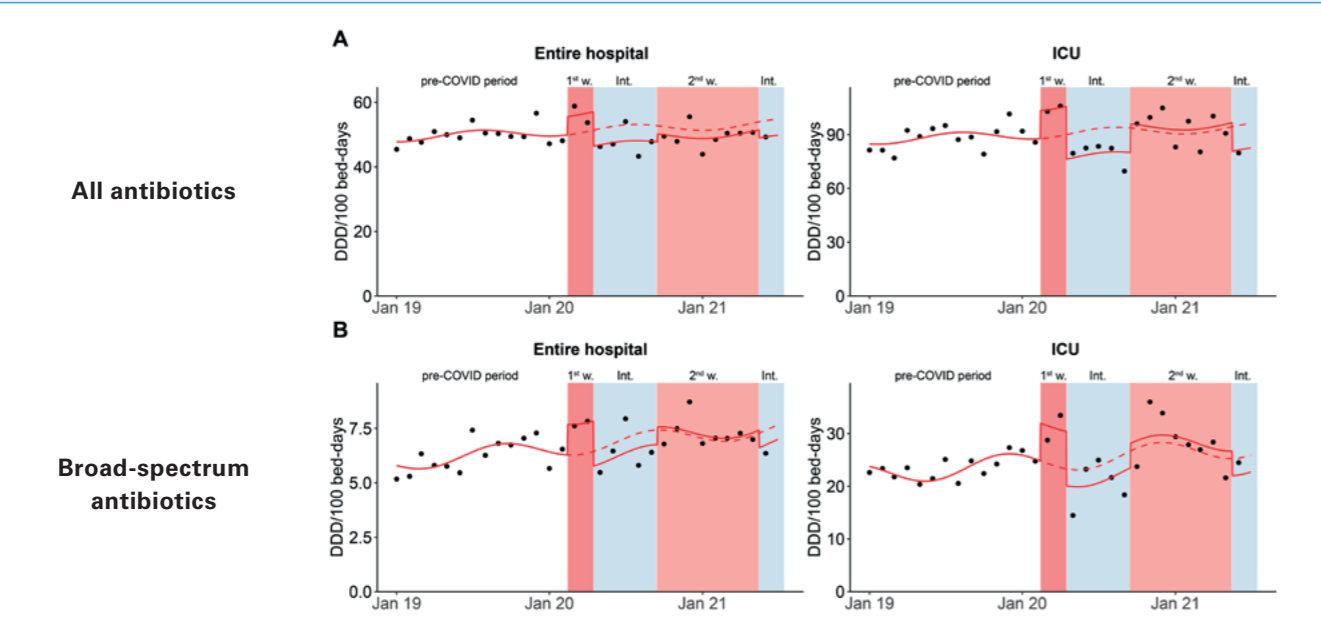 A
Entire hospital
pre-COVID period 1st w. Int. 2nd w. Int.
60
40
20
0
DDD/100 bed-days
Jan 19 Jan 20 Jan 21
ICU
pre-COVID period 1st w. Int. 2nd w. Int.
90
60
30
0
DDD/100 bed-days
Jan 19 Jan 20 Jan 21
All antibiotics
B
Entire hospital
pre-COVID period 1st w. Int. 2nd w. Int.
7.5
5.0
2.5
0.0
DDD/100 bed-days
Jan 19 Jan 20 Jan 21
ICU
pre-COVID period 1st w. Int. 2nd w. Int.
30
20
10
0
DDD/100 bed-days
Jan 19 Jan 20 Jan 21
Broad-spectrum
antibiotics